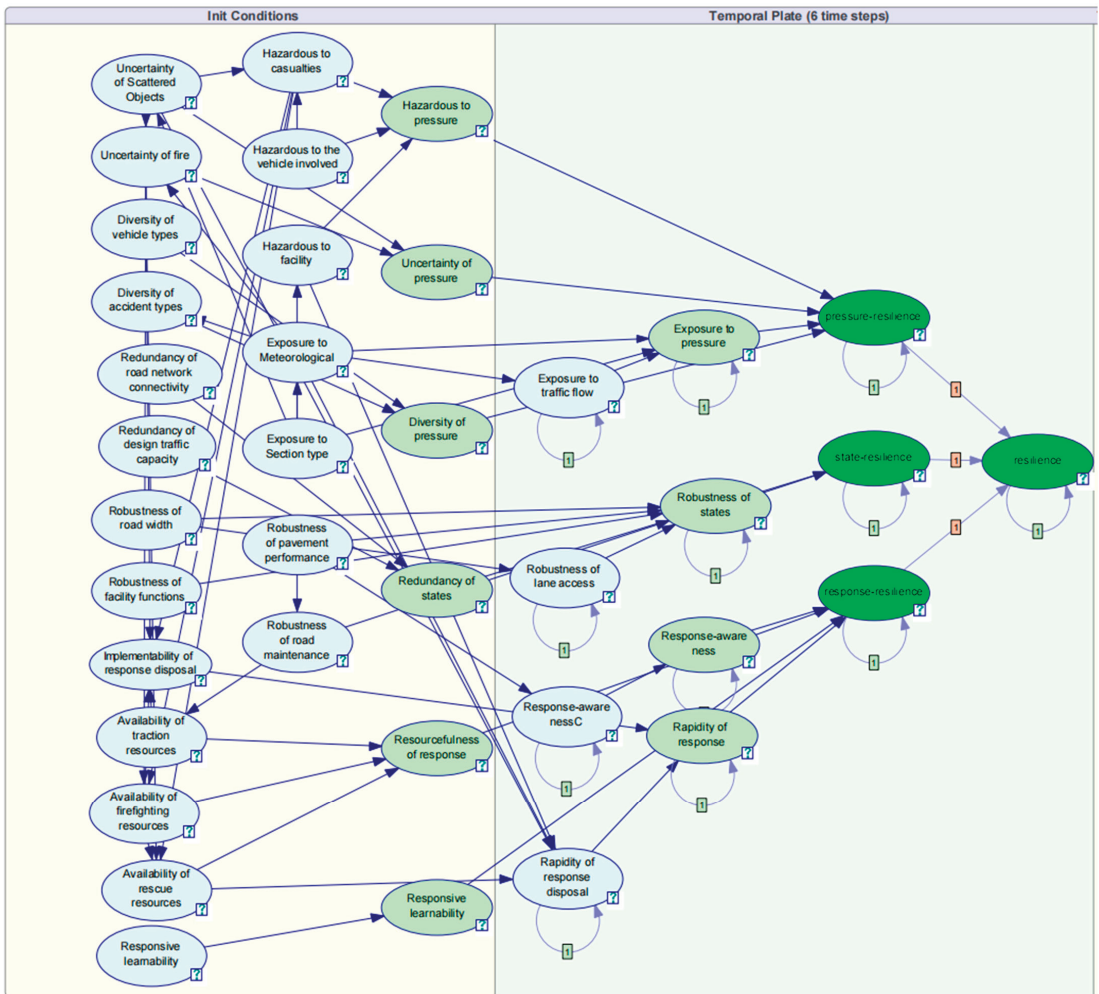 Init Conditions
Temporal Plate (6 time steps)
Uncertainty
of Scattered
Objects
?
Hazardous to
casualties
?
Hazardous to
pressure
?
Uncertainty of fire
?
Hazardous to the
vehicle involved
?
Diversity of
vehicle types
?
Hazardous to
facility
?
Uncertainty of
pressure
?
Diversity of
accident types
?
Exposure to
Meteorological
?
Redundancy of
road network
connectivity
?
Diversity of
pressure
?
Redundancy of
design traffic
capacity
?
Exposure to
Section type
?
Robustness of
road width
?
Robustness
of pavement
performance
?
Robustness of
facility functions
?
Redundancy of
states
?
Robustness
of road
maintenance
?
Implementability of
response disposal
?
Availability of
traction
resources
?
Resourcefulness
of response
?
Availability of
firefighting
resources
?
Availability of
rescue
resources
?
Responsive
learnability
?
Responsive
learnability
?
Exposure to
traffic flow
?
1
Exposure to
pressure
?
1
pressure-resilience
?
1
1
state-resilience
?
1
1
resilience
?
1
Robustness of
states
?
1
Robustness of
lane access
?
1
response-resilience
?
1
1
Response-aware
ness
?
Response-aware
nessC
?
1
Rapidity of
response
?
1
Rapidity of
response
disposal
?
1